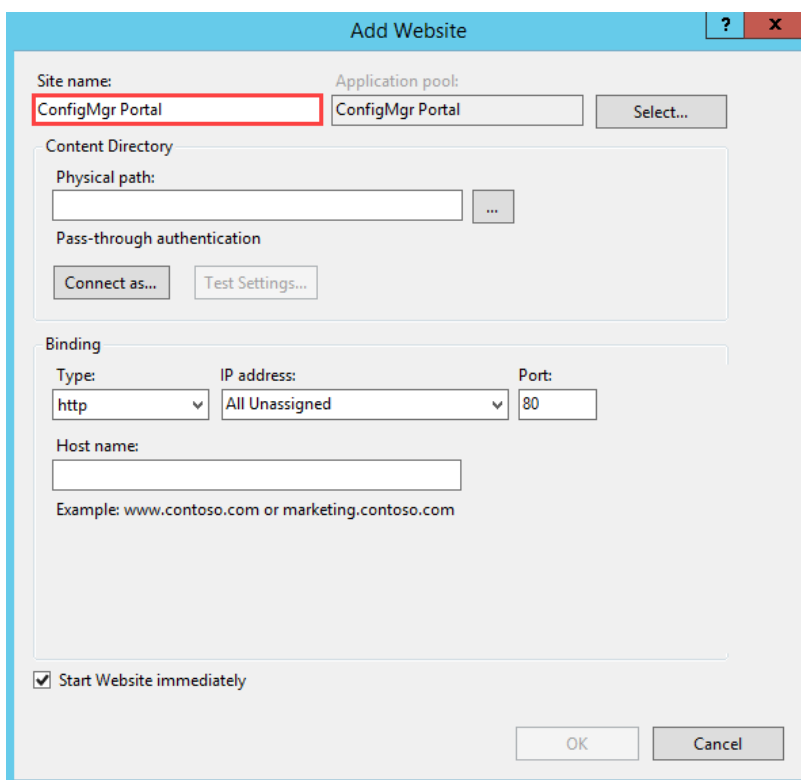 Add Website
? x
Site name: Application pool:
ConfigMgr Portal ConfigMgr Portal Select...
Content Directory
Physical path:
...
Pass-through authentication
Connect as... Test Settings...
Binding
Type: IP address: Port:
http All Unassigned 80
Host name:
Example: www.contoso.com or marketing.contoso.com
Start Website immediately
OK Cancel